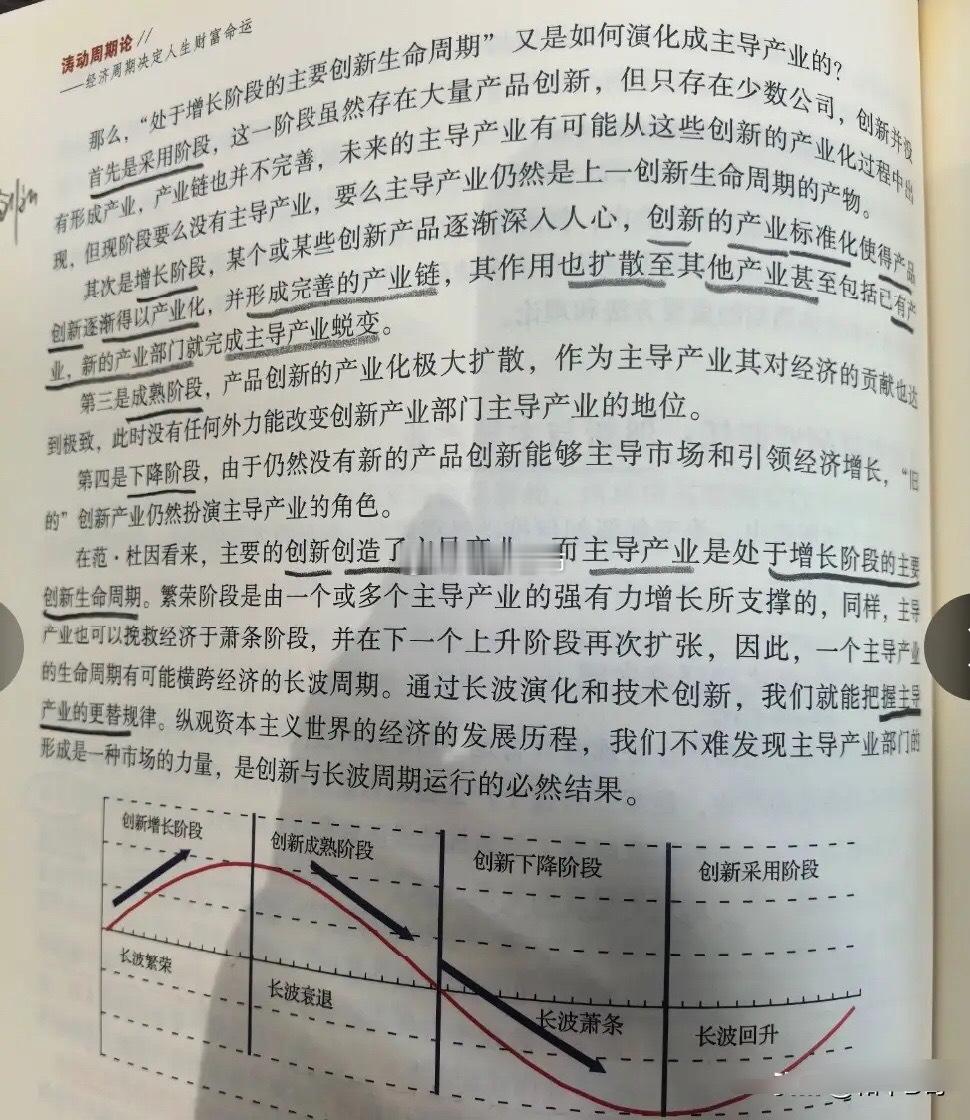 涛动周期论//
——经济周期决定人生财富命运
那么，“处于增长阶段的主要创新生命周期”又是如何演化成主导产业的？
首先是采用阶段，这一阶段虽然存在大量产品创新，但只存在少数公司，创新并没
有形成产业，产业链也并不完善，未来的主导产业有可能从这些创新的产业化过程中出
现，但现阶段要么没有主导产业，要么主导产业仍然是上一创新生命周期的产物。
其次是增长阶段，某个或某些创新产品逐渐深入人心，创新的产业标准化使得产品
创新逐渐得以产业化，并形成完善的产业链，其作用也扩散至其他产业甚至包括已有产
业，新的产业部门就完成主导产业蜕变。
第三是成熟阶段，产品创新的产业化极大扩散，作为主导产业其对经济的贡献也达
到极致，此时没有任何外力能改变创新产业部门主导产业的地位。
第四是下降阶段，由于仍然没有新的产品创新能够主导市场和引领经济增长，“旧
的”创新产业仍然扮演主导产业的角色。
在范·杜因看来，主要的创新创造了 而主导产业是处于增长阶段的主要
创新生命周期。繁荣阶段是由一个或多个主导产业的强有力增长所支撑的，同样，主导
产业也可以挽救经济于萧条阶段，并在下一个上升阶段再次扩张，因此，一个主导产业
的生命周期有可能横跨经济的长波周期。通过长波演化和技术创新，我们就能把握主导
产业的更替规律。纵观资本主义世界的经济的发展历程，我们不难发现主导产业部门的
形成是一种市场的力量，是创新与长波周期运行的必然结果。
创新增长阶段
创新成熟阶段
创新下降阶段
创新采用阶段
长波繁荣
长波衰退
长波萧条
长波回升